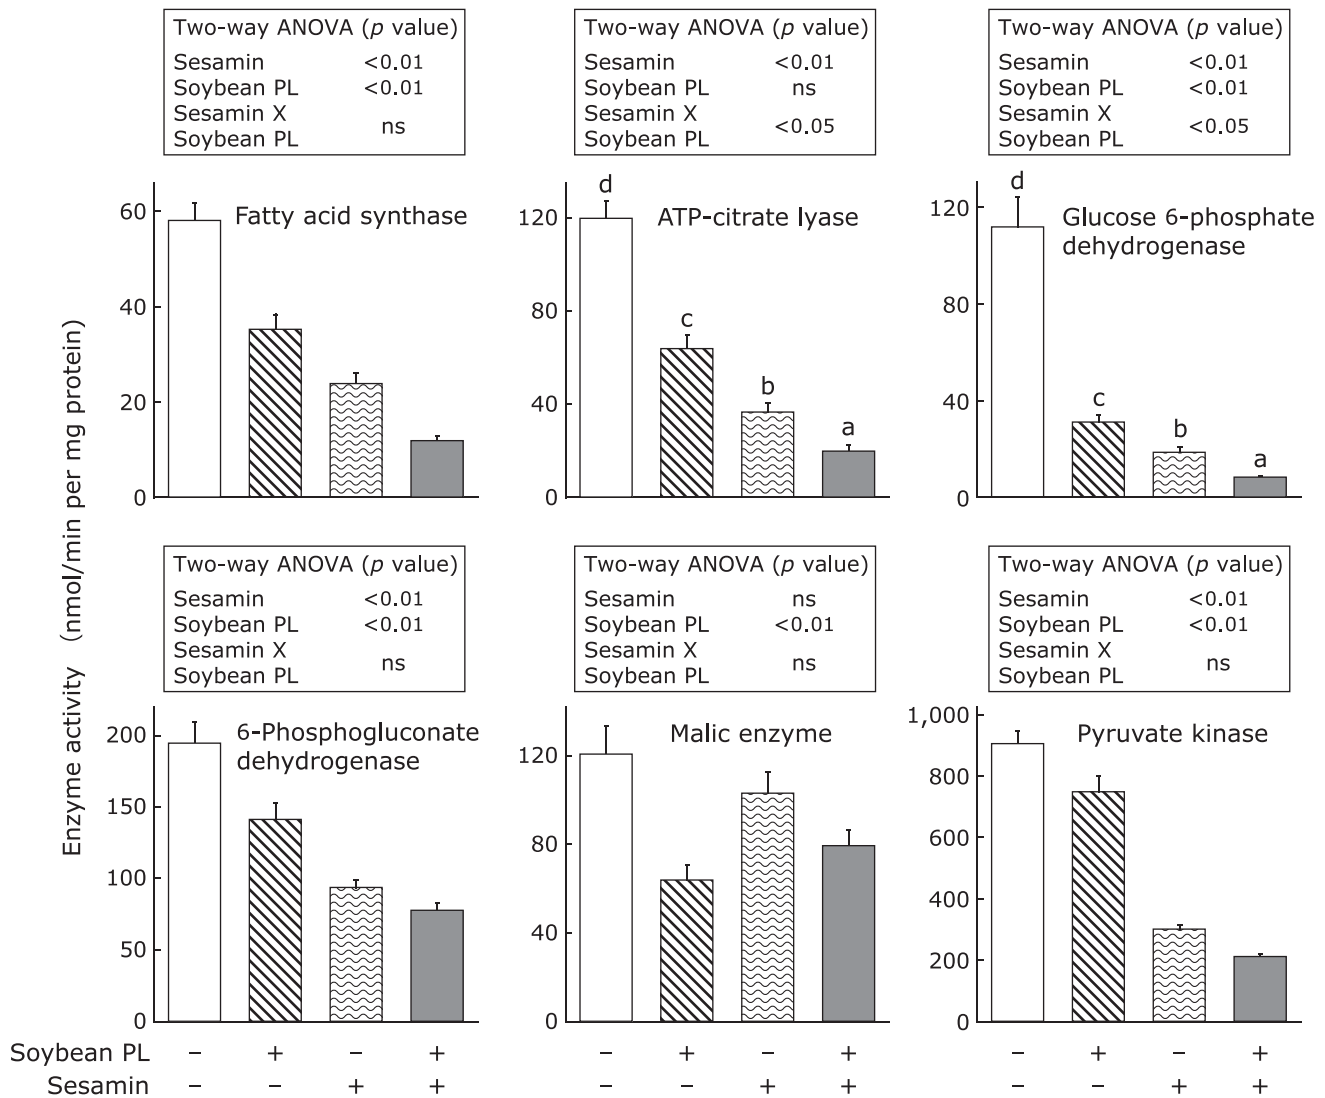 Two-way ANOVA (p value)
Sesamin <0.01
Soybean PL <0.01
Sesamin X
Soybean PL ns
Two-way ANOVA (p value)
Sesamin <0.01
Soybean PL ns
Sesamin X
Soybean PL <0.05
Two-way ANOVA (p value)
Sesamin <0.01
Soybean PL <0.01
Sesamin X
Soybean PL <0.05
Enzyme activity (nmol/min per mg protein)
Fatty acid synthase
60
40
20
0
ATP-citrate lyase
120
80
40
0
d
c
b
a
Glucose 6-phosphate
dehydrogenase
120
80
40
0
d
c
b
a
Two-way ANOVA (p value)
Sesamin <0.01
Soybean PL <0.01
Sesamin X
Soybean PL ns
Two-way ANOVA (p value)
Sesamin ns
Soybean PL <0.01
Sesamin X
Soybean PL ns
Two-way ANOVA (p value)
Sesamin <0.01
Soybean PL <0.01
Sesamin X
Soybean PL ns
6-Phosphogluconate
dehydrogenase
200
150
100
50
0
Malic enzyme
120
80
40
0
Pyruvate kinase
1,000
800
600
400
200
0
Soybean PL − + − + − + − + − + − +
Sesamin − − + + − − + + − − + +